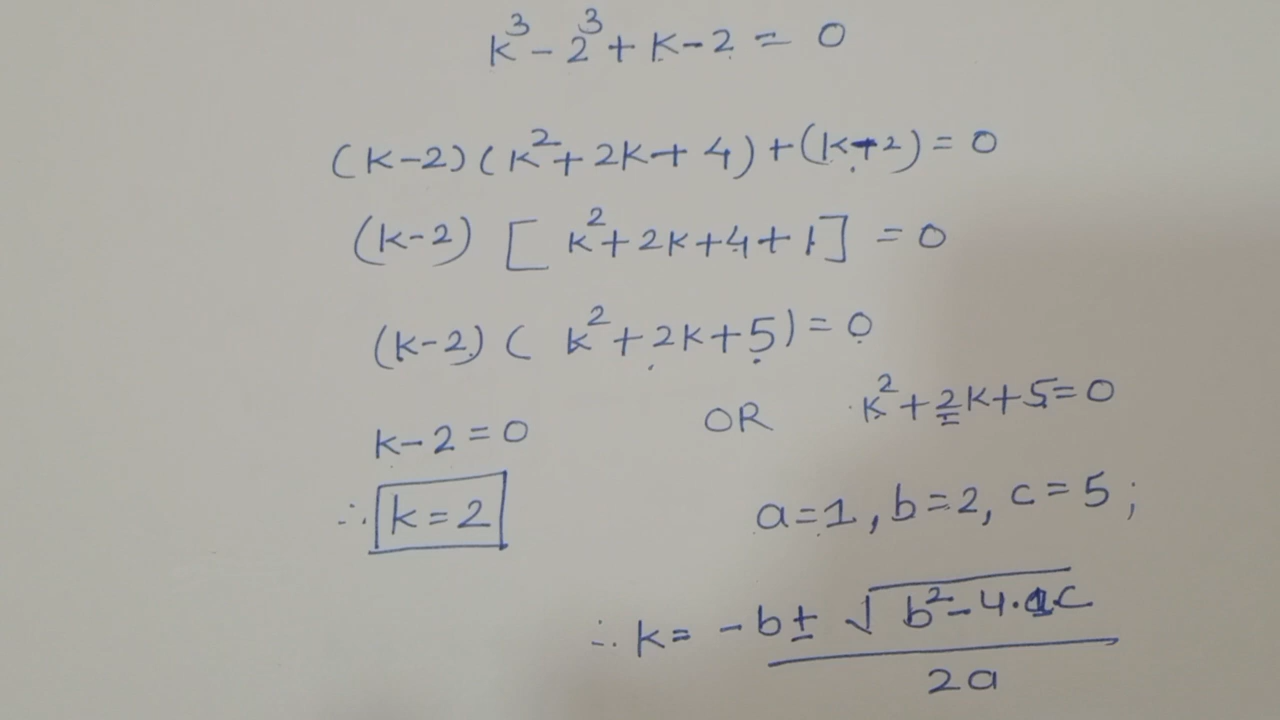 k³ - 2³ + k - 2 = 0
(k-2)(k² + 2k + 4) + (k-2) = 0
(k-2) [k² + 2k + 4 + 1] = 0
(k-2) (k² + 2k + 5) = 0
k - 2 = 0 OR k² + 2k + 5 = 0
∴ k = 2 a=1, b=2, c=5;
∴ k = -b ± √(b² - 4·ac) / 2a